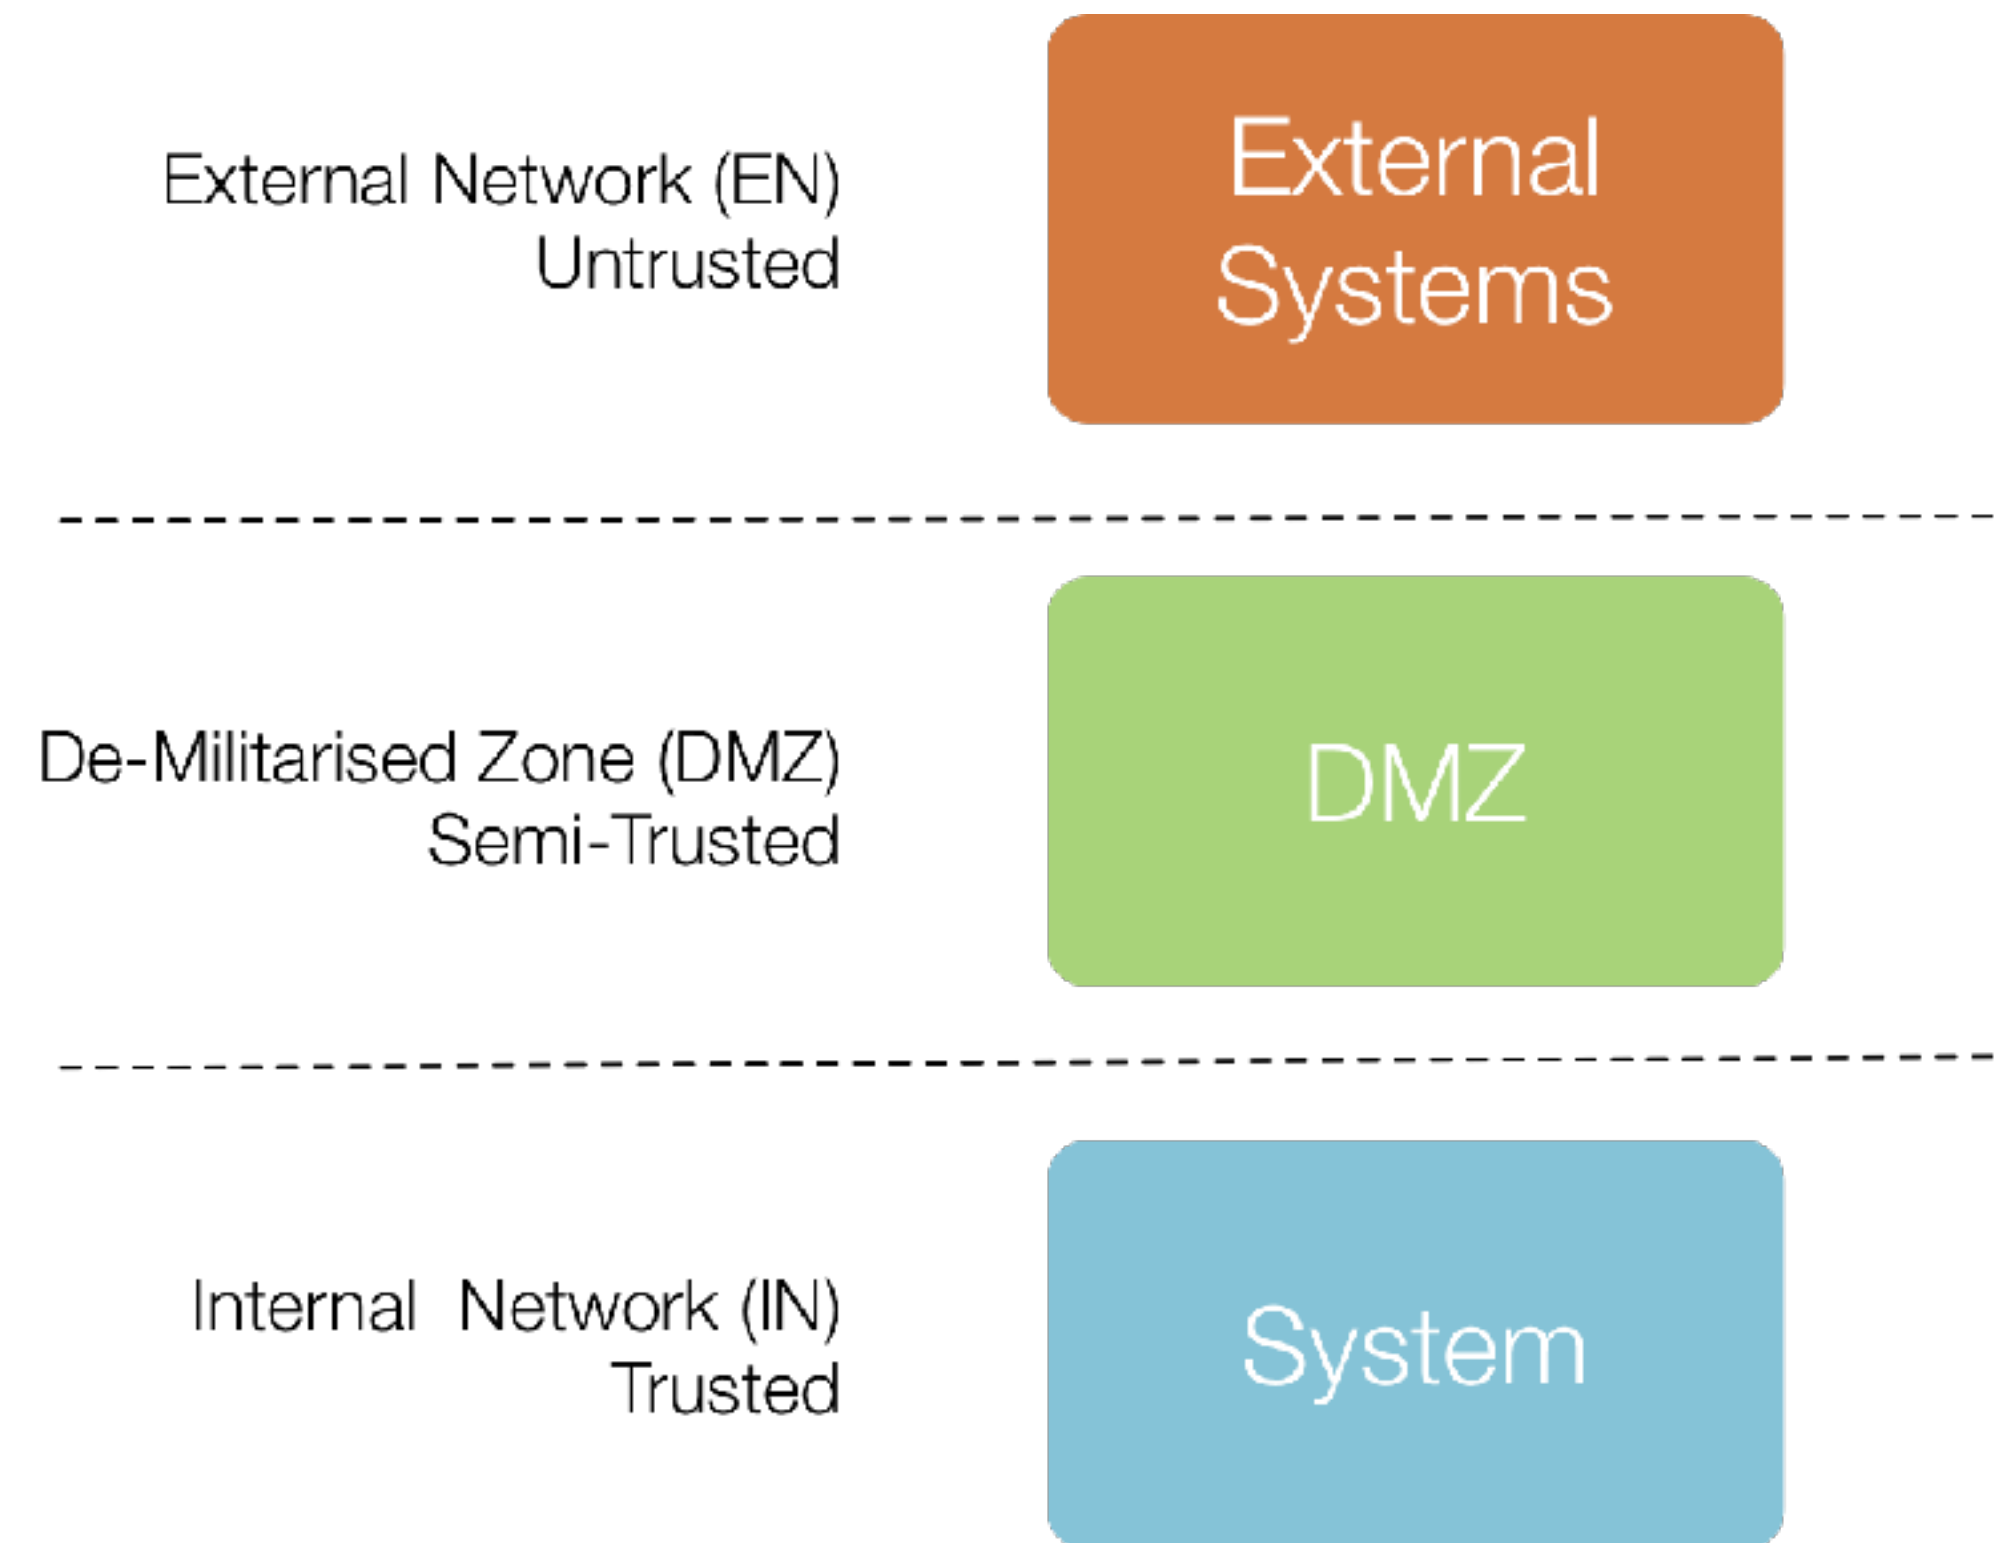 External Network (EN)
Untrusted
External
Systems
De-Militarised Zone (DMZ)
Semi-Trusted
DMZ
Internal  Network (IN)
Trusted
System